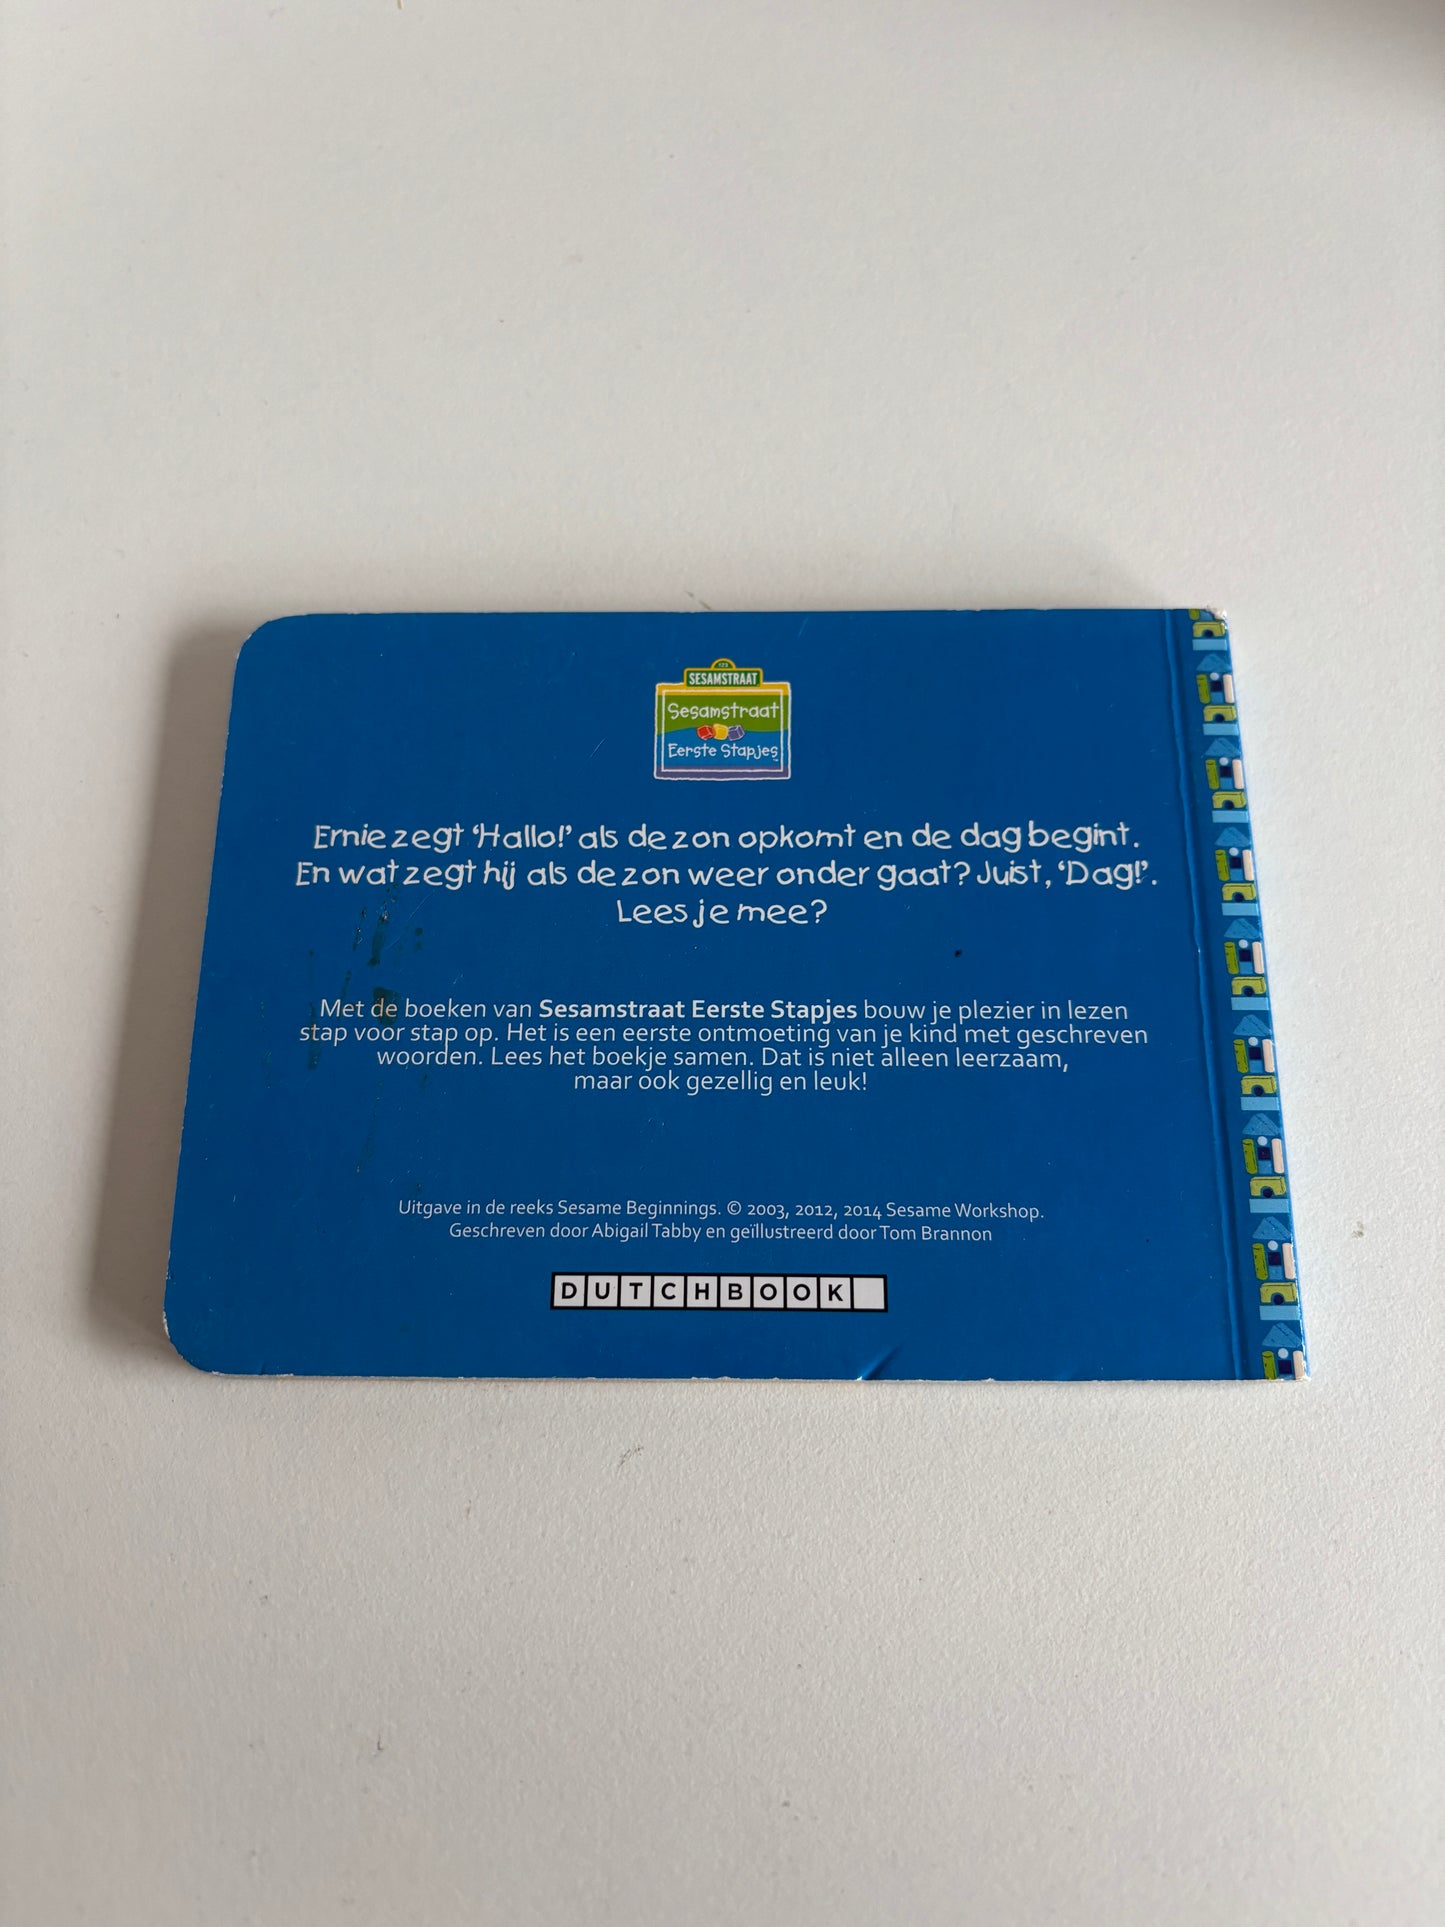 123
SESAMSTRAAT
Sesamstraat
Eerste Stapjes™
Ernie zegt ‘Hallo!’ als de zon opkomt en de dag begint.
En wat zegt hij als de zon weer onder gaat? Juist, ‘Dag!’.
Lees je mee?
Met de boeken van Sesamstraat Eerste Stapjes bouw je plezier in lezen
stap voor stap op. Het is een eerste ontmoeting van je kind met geschreven
woorden. Lees het boekje samen. Dat is niet alleen leerzaam,
maar ook gezellig en leuk!
Uitgave in de reeks Sesame Beginnings. © 2003, 2012, 2014 Sesame Workshop.
Geschreven door Abigail Tabby en geïllustreerd door Tom Brannon
DUTCHBOOK